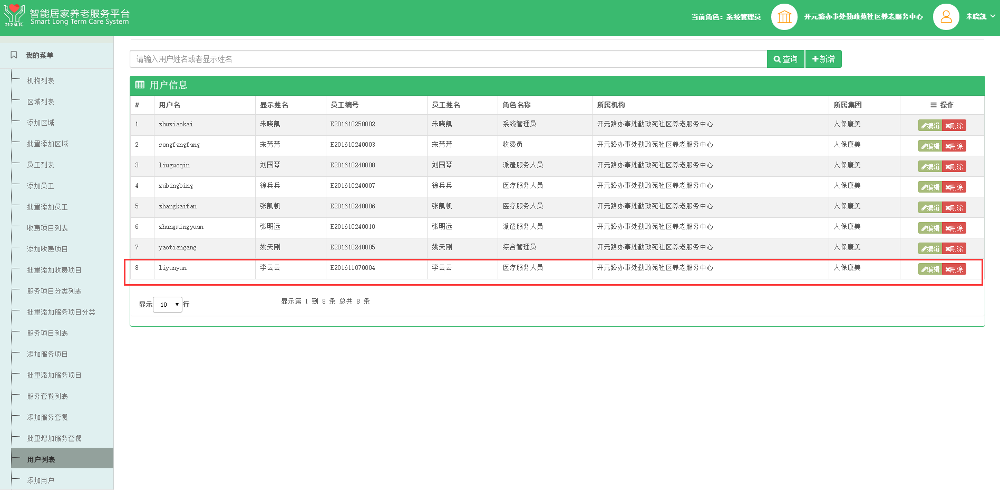 智能居家养老服务平台
Smart Long Term Care System
212 SLTC
当前角色：系统管理员
开元路办事处勤政苑社区养老服务中心
朱晓凯
我的菜单
机构列表
区域列表
添加区域
批量添加区域
员工列表
添加员工
批量添加员工
收费项目列表
添加收费项目
批量添加收费项目
服务项目分类列表
批量添加服务项目分类
服务项目列表
添加服务项目
批量添加服务项目
服务套餐列表
添加服务套餐
批量增加服务套餐
用户列表
添加用户
请输入用户姓名或者显示姓名 查询 新增
用户信息
# 用户名 显示姓名 员工编号 员工姓名 角色名称 所属机构 所属集团 操作
1 zhuxiaokai 朱晓凯 E201610250002 朱晓凯 系统管理员 开元路办事处勤政苑社区养老服务中心 人保康美 编辑 删除
2 songfangfang 宋芳芳 E201610240003 宋芳芳 收费员 开元路办事处勤政苑社区养老服务中心 人保康美 编辑 删除
3 liuguoqin 刘国琴 E201610240008 刘国琴 派遣服务人员 开元路办事处勤政苑社区养老服务中心 人保康美 编辑 删除
4 xubingbing 徐兵兵 E201610240007 徐兵兵 医疗服务人员 开元路办事处勤政苑社区养老服务中心 人保康美 编辑 删除
5 zhangkaifan 张凯帆 E201610240006 张凯帆 医疗服务人员 开元路办事处勤政苑社区养老服务中心 人保康美 编辑 删除
6 zhangmingyuan 张明远 E201610240010 张明远 派遣服务人员 开元路办事处勤政苑社区养老服务中心 人保康美 编辑 删除
7 yaotiangang 姚天刚 E201610240005 姚天刚 综合管理员 开元路办事处勤政苑社区养老服务中心 人保康美 编辑 删除
8 liyunyun 李云云 E201611070004 李云云 医疗服务人员 开元路办事处勤政苑社区养老服务中心 人保康美 编辑 删除
显示 10 行 显示第 1 到 8 条 总共 8 条